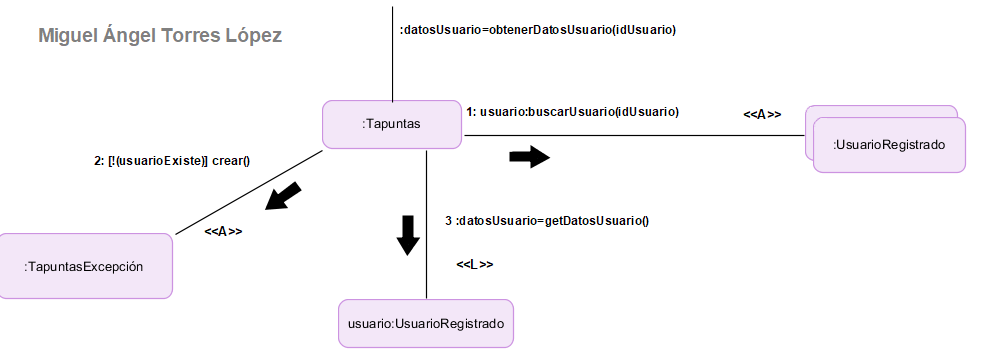 Miguel Ángel Torres López
:datosUsuario=obtenerDatosUsuario(idUsuario)
:Tapuntas
1: usuario:buscarUsuario(idUsuario)
<<A>>
:UsuarioRegistrado
2: [!(usuarioExiste)] crear()
<<A>>
:TapuntasExcepción
3 :datosUsuario=getDatosUsuario()
<<L>>
usuario:UsuarioRegistrado